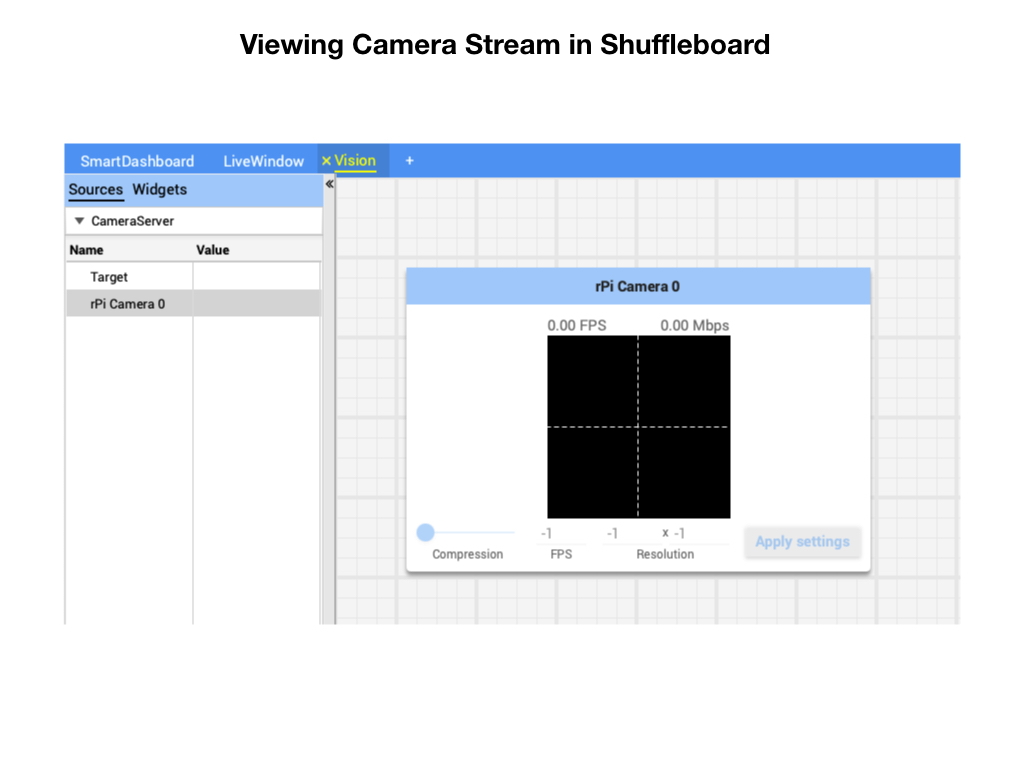 Viewing Camera Stream in Shuffleboard
SmartDashboard LiveWindow × Vision +
Sources Widgets «
▼ CameraServer
Name Value
Target
rPi Camera 0
rPi Camera 0
0.00 FPS 0.00 Mbps
-1 -1 x -1
Compression FPS Resolution
Apply settings